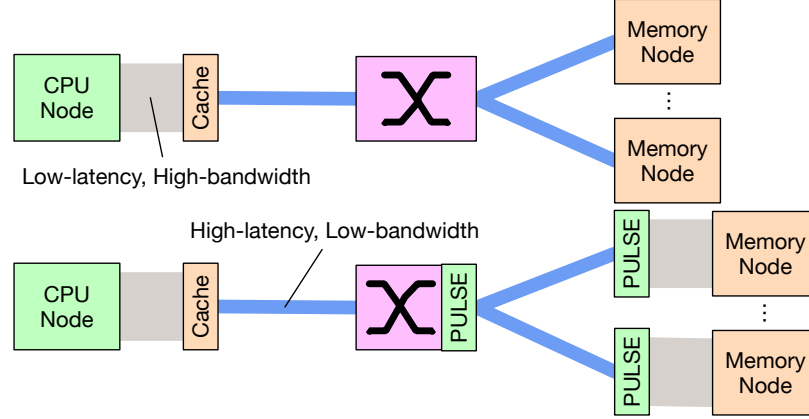 CPU
Node
Cache
Memory
Node
...
Memory
Node
Low-latency, High-bandwidth
High-latency, Low-bandwidth
CPU
Node
Cache
PULSE
PULSE
Memory
Node
...
PULSE
Memory
Node